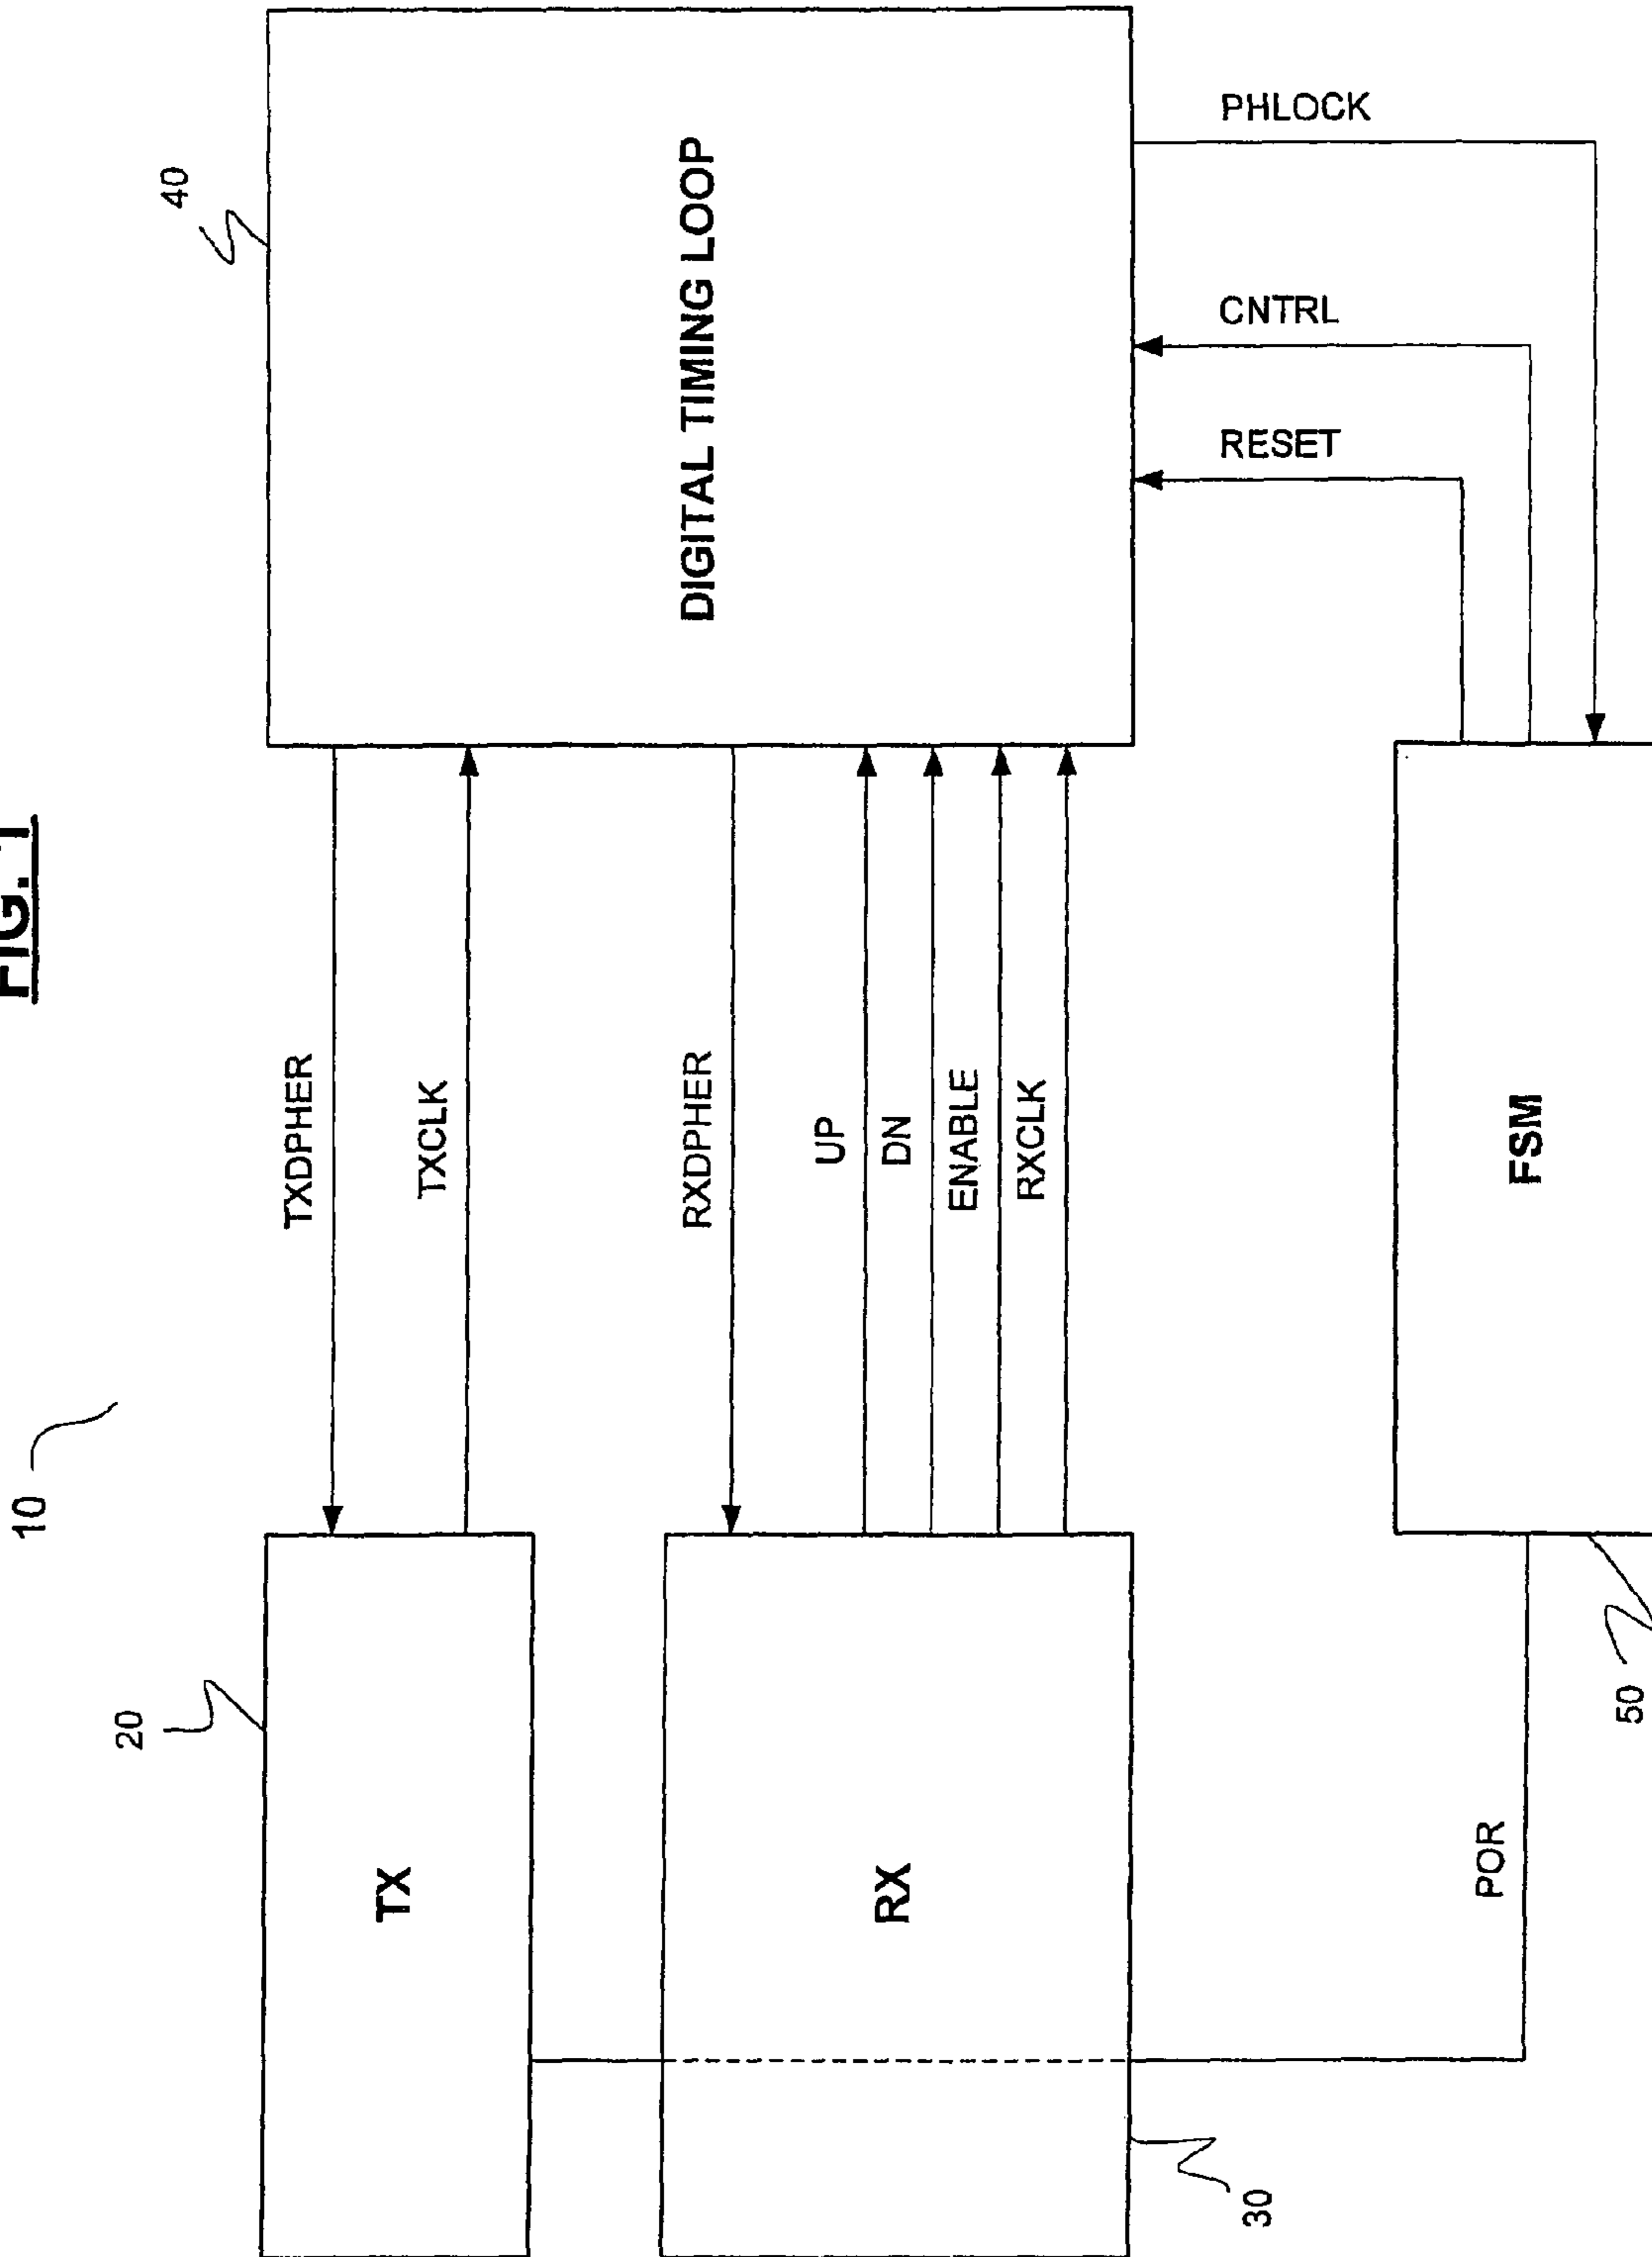 FIG. 1
10
20
40
TXDPHER
TX
TXCLK
DIGITAL TIMING LOOP
RXDPHER
UP
RX
DN
ENABLE
RXCLK
RESET
CNTRL
PHLOCK
30
POR
FSM
50